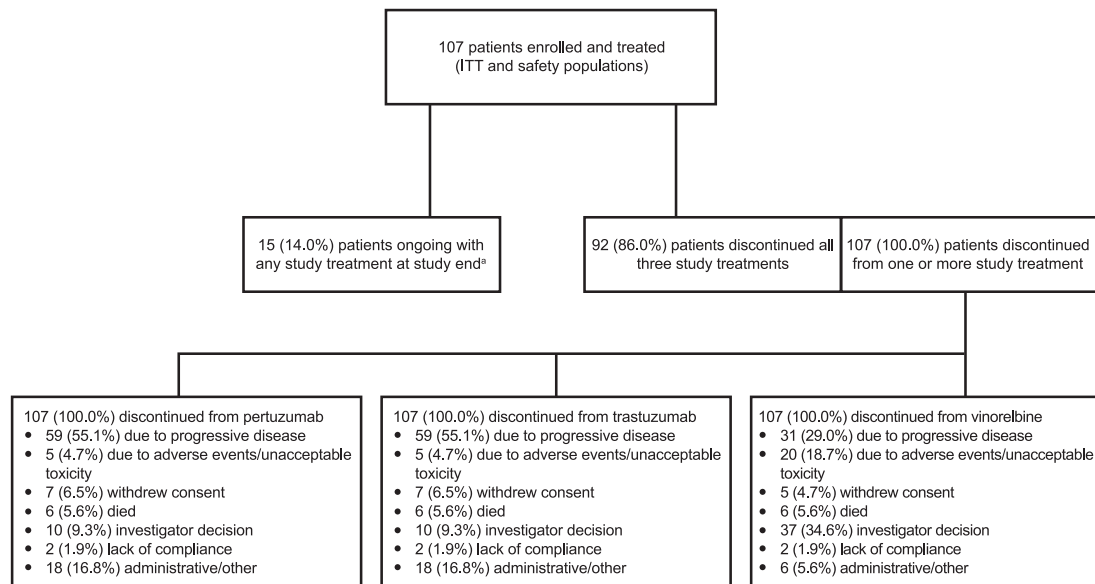 107 patients enrolled and treated
(ITT and safety populations)
15 (14.0%) patients ongoing with
any study treatment at study endᵃ
92 (86.0%) patients discontinued all
three study treatments
107 (100.0%) patients discontinued
from one or more study treatment
107 (100.0%) discontinued from pertuzumab
• 59 (55.1%) due to progressive disease
• 5 (4.7%) due to adverse events/unacceptable
toxicity
• 7 (6.5%) withdrew consent
• 6 (5.6%) died
• 10 (9.3%) investigator decision
• 2 (1.9%) lack of compliance
• 18 (16.8%) administrative/other
107 (100.0%) discontinued from trastuzumab
• 59 (55.1%) due to progressive disease
• 5 (4.7%) due to adverse events/unacceptable
toxicity
• 7 (6.5%) withdrew consent
• 6 (5.6%) died
• 10 (9.3%) investigator decision
• 2 (1.9%) lack of compliance
• 18 (16.8%) administrative/other
107 (100.0%) discontinued from vinorelbine
• 31 (29.0%) due to progressive disease
• 20 (18.7%) due to adverse events/unacceptable
toxicity
• 5 (4.7%) withdrew consent
• 6 (5.6%) died
• 37 (34.6%) investigator decision
• 2 (1.9%) lack of compliance
• 6 (5.6%) administrative/other